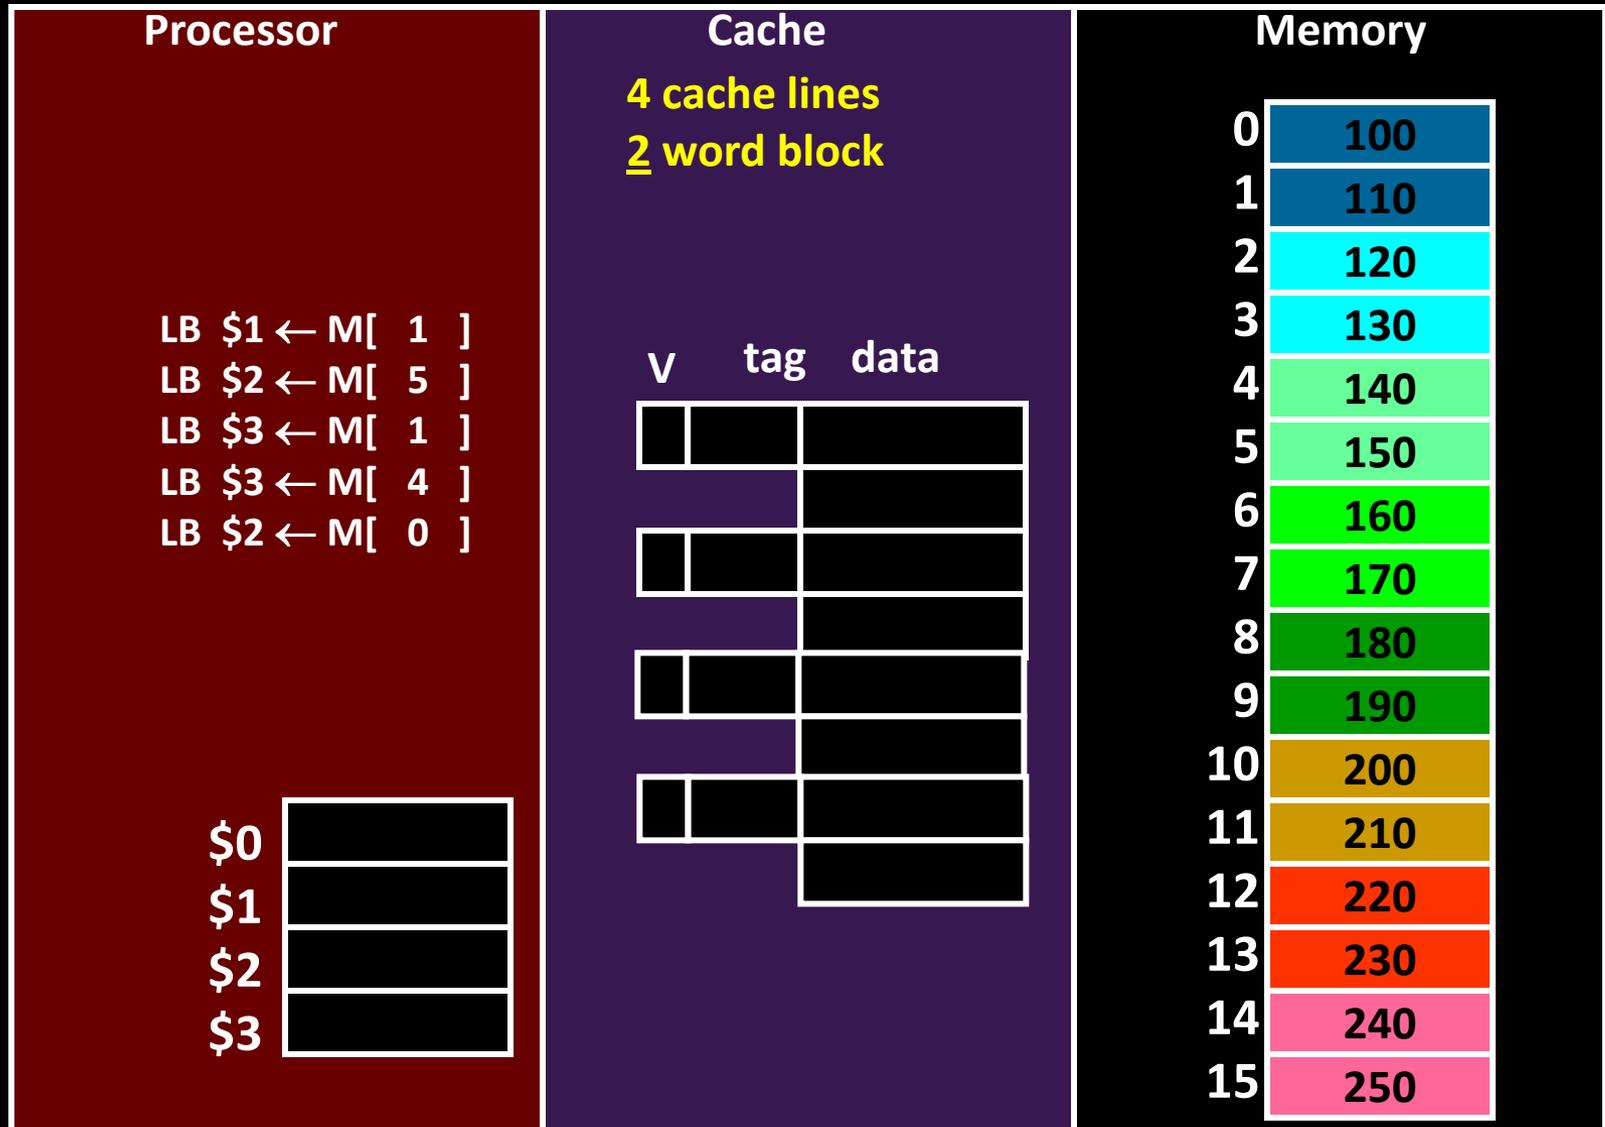 Processor
LB $1 ← M[ 1 ]
LB $2 ← M[ 5 ]
LB $3 ← M[ 1 ]
LB $3 ← M[ 4 ]
LB $2 ← M[ 0 ]
$0
$1
$2
$3
Cache
4 cache lines
2 word block
V tag data
Memory
0 100
1 110
2 120
3 130
4 140
5 150
6 160
7 170
8 180
9 190
10 200
11 210
12 220
13 230
14 240
15 250